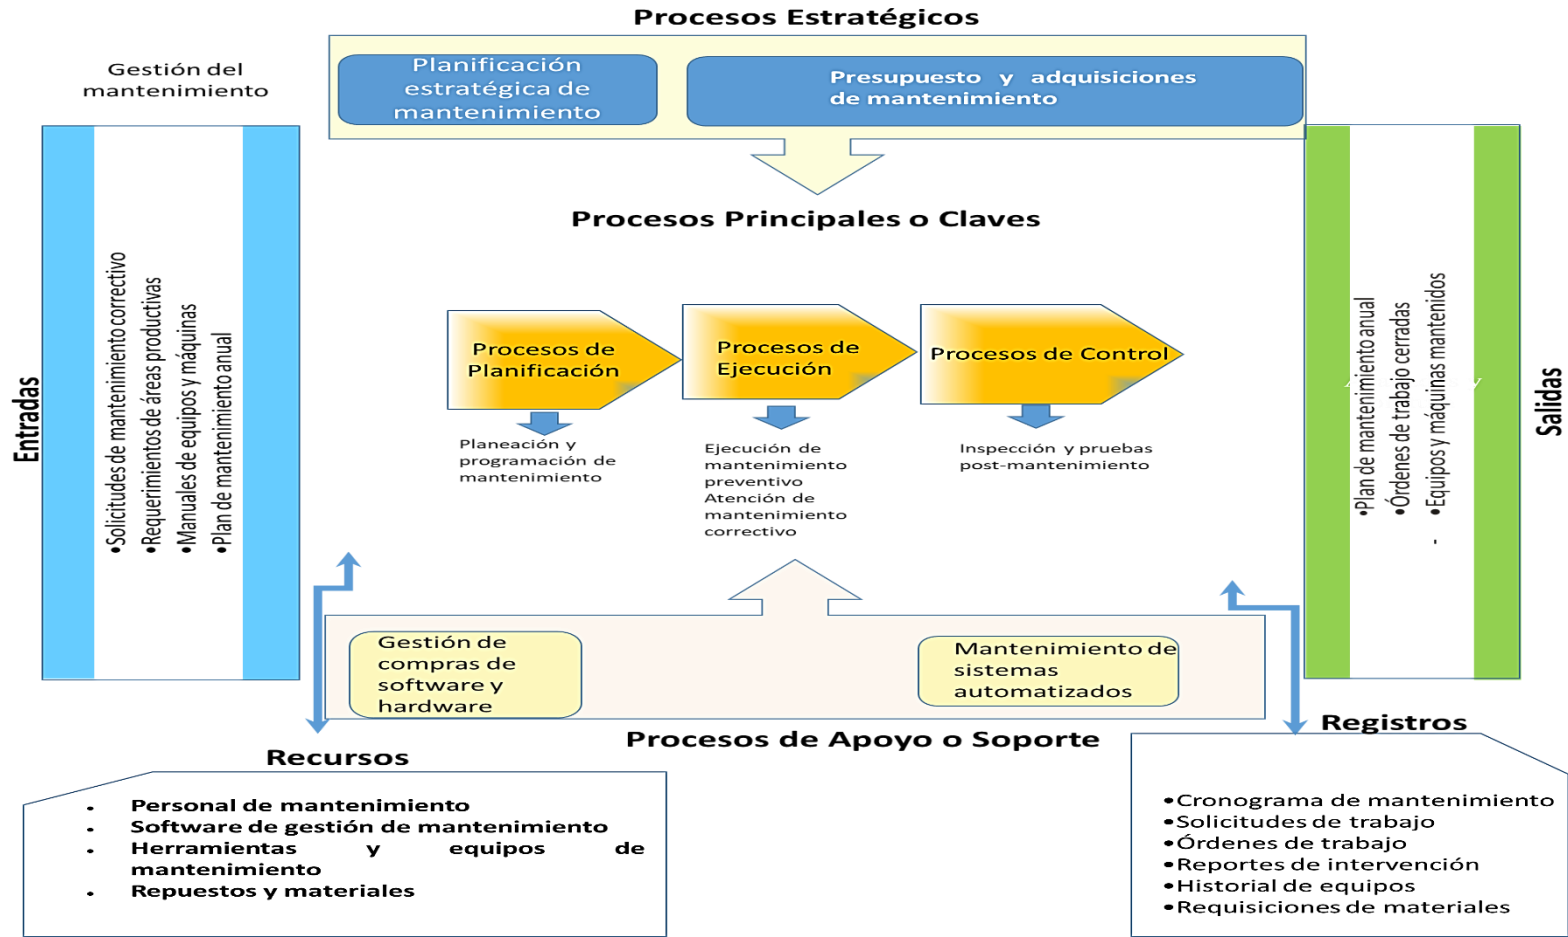 Procesos Estratégicos
Gestión del
mantenimiento
Planificación
estratégica de
mantenimiento
Presupuesto y adquisiciones
de mantenimiento
Procesos Principales o Claves
Entradas
•Solicitudes de mantenimiento correctivo
•Requerimientos de áreas productivas
•Manuales de equipos y máquinas
•Plan de mantenimiento anual
Procesos de
Planificación
Procesos de
Ejecución
Procesos de Control
Planeación y
programación de
mantenimiento
Ejecución de
mantenimiento
preventivo
Atención de
mantenimiento
correctivo
Inspección y pruebas
post-mantenimiento
•Plan de mantenimiento anual
•Órdenes de trabajo cerradas
•Equipos y máquinas mantenidos
-
Salidas
Gestión de
compras de
software y
hardware
Mantenimiento de
sistemas
automatizados
Procesos de Apoyo o Soporte
Recursos
• Personal de mantenimiento
• Software de gestión de mantenimiento
• Herramientas y equipos de
mantenimiento
• Repuestos y materiales
Registros
•Cronograma de mantenimiento
•Solicitudes de trabajo
•Órdenes de trabajo
•Reportes de intervención
•Historial de equipos
•Requisiciones de materiales